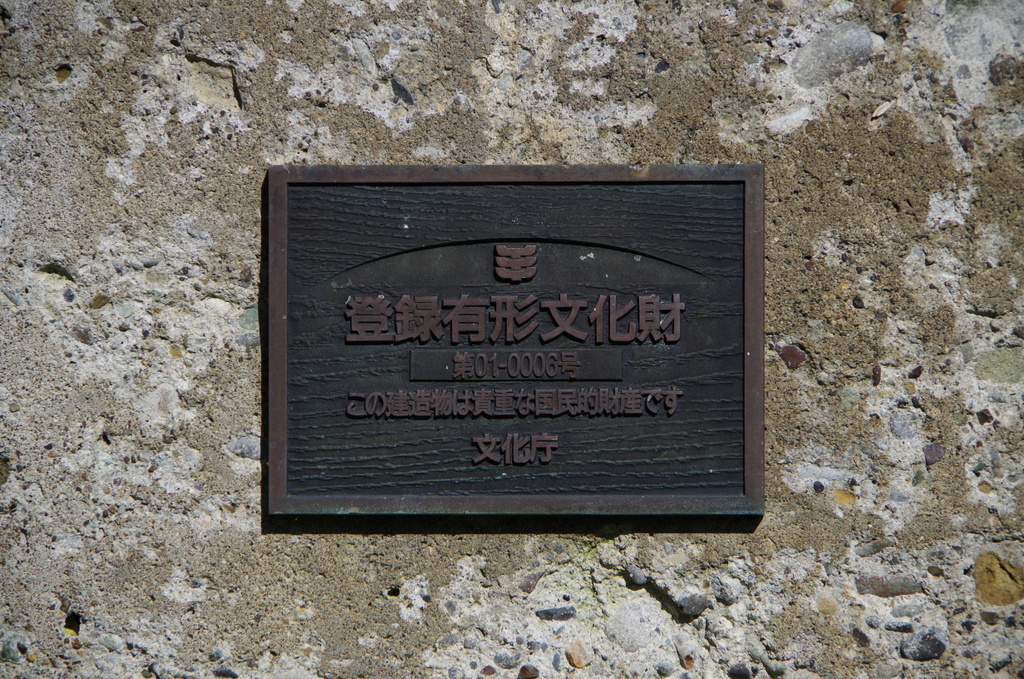 登録有形文化財
第01-0006号
この建造物は貴重な国民的財産です
文化庁